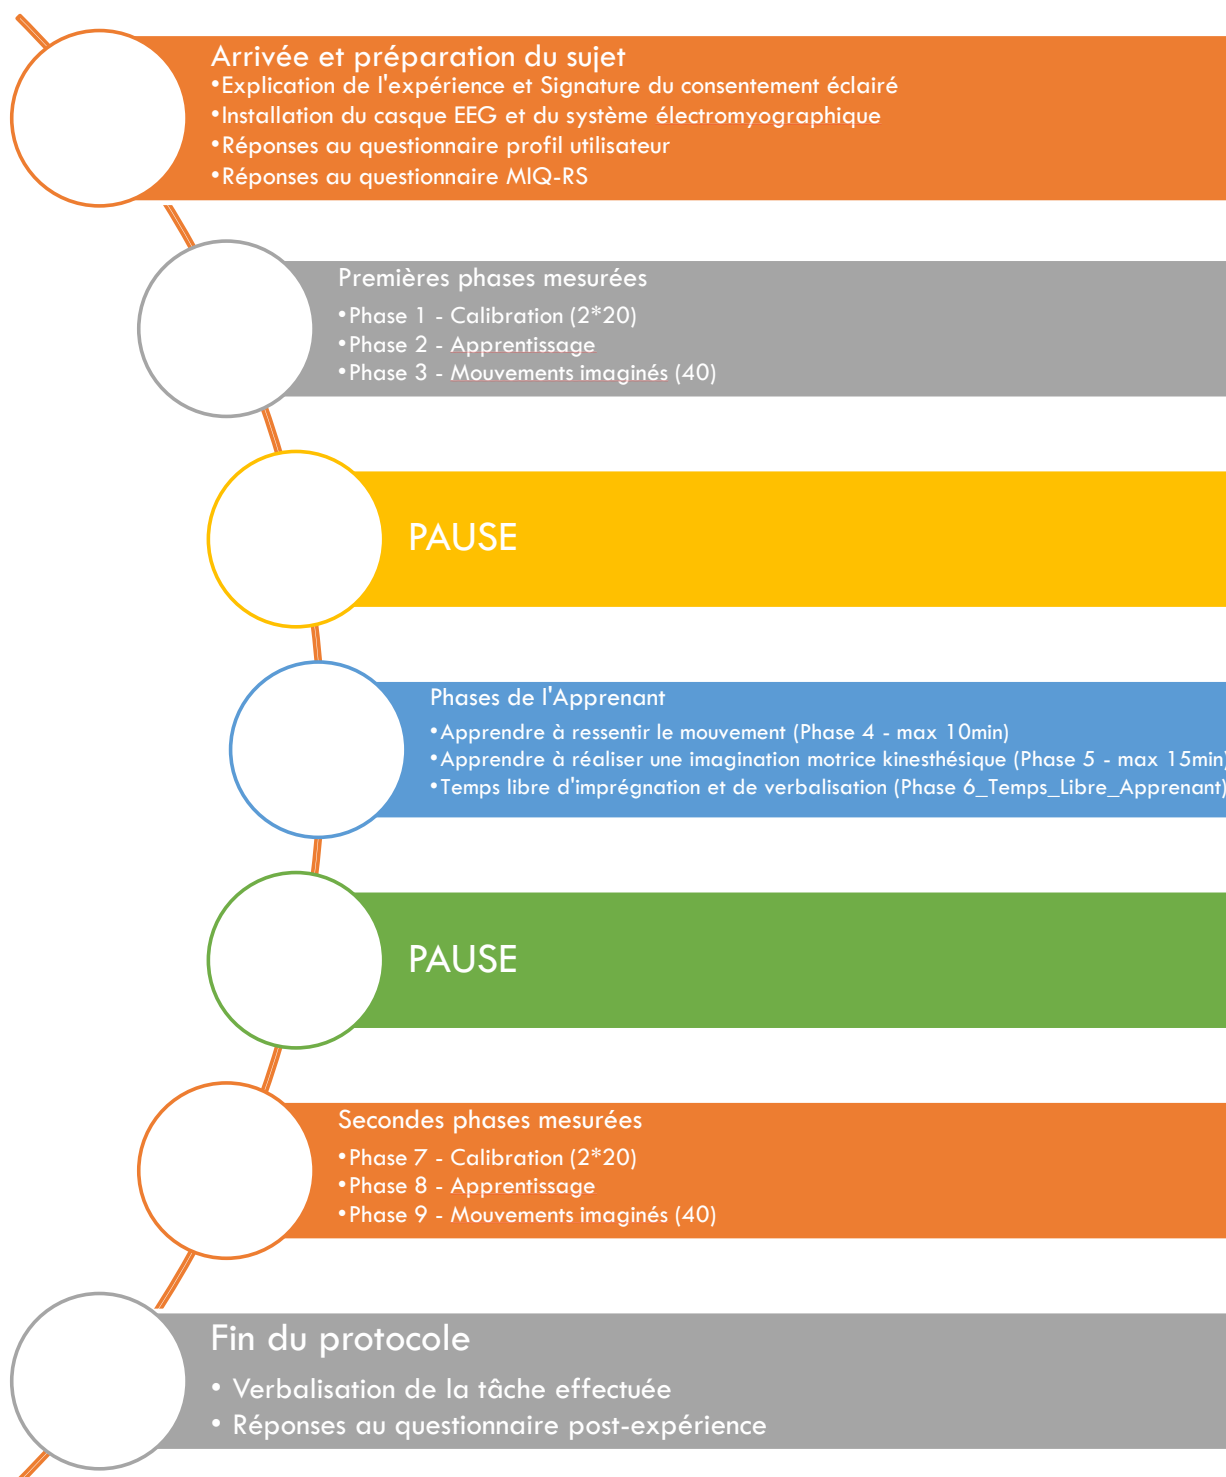 Arrivée et préparation du sujet
•Explication de l'expérience et Signature du consentement éclairé
•Installation du casque EEG et du système électromyographique
•Réponses au questionnaire profil utilisateur
•Réponses au questionnaire MIQ-RS
Premières phases mesurées
•Phase 1 - Calibration (2*20)
•Phase 2 - Apprentissage
•Phase 3 - Mouvements imaginés (40)
PAUSE
Phases de l'Apprenant
•Apprendre à ressentir le mouvement (Phase 4 - max 10min)
•Apprendre à réaliser une imagination motrice kinesthésique (Phase 5 - max 15min)
•Temps libre d'imprégnation et de verbalisation (Phase 6_Temps_Libre_Apprenant)
PAUSE
Secondes phases mesurées
•Phase 7 - Calibration (2*20)
•Phase 8 - Apprentissage
•Phase 9 - Mouvements imaginés (40)
Fin du protocole
• Verbalisation de la tâche effectuée
• Réponses au questionnaire post-expérience